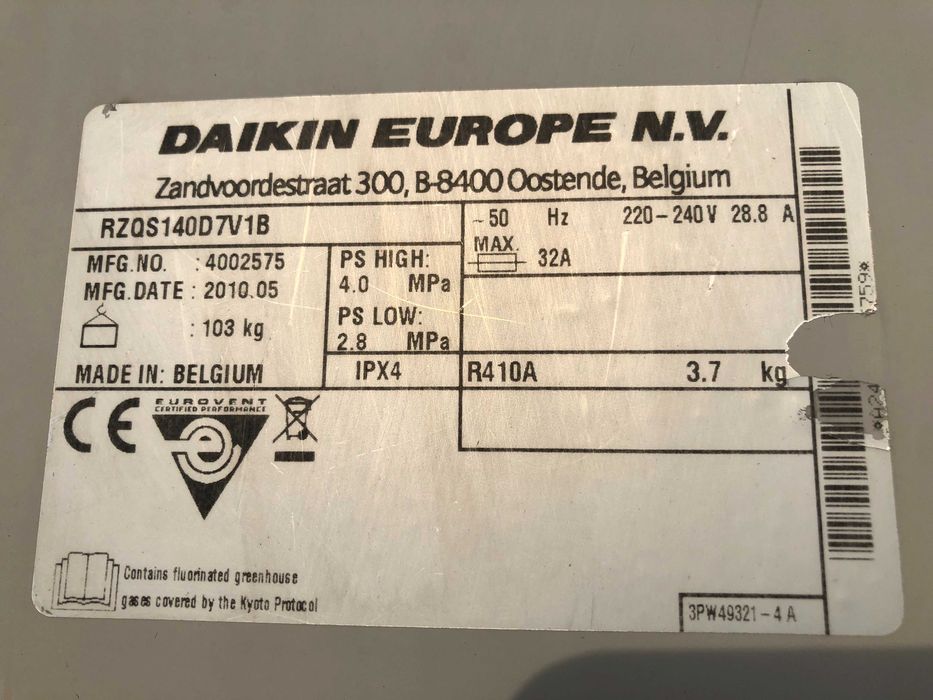 DAIKIN EUROPE N.V.
Zandvoordestraat 300, B-8400 Oostende, Belgium
RZQS140D7V1B
~50 Hz 220-240V 28.8 A
MAX. 32A
MFG.NO. : 4002575
MFG.DATE : 2010.05
: 103 kg
PS HIGH:
4.0 MPa
PS LOW:
2.8 MPa
MADE IN: BELGIUM
IPX4
R410A 3.7 kg
CE
EUROVENT
CERTIFIED PERFORMANCE
Contains fluorinated greenhouse
gases covered by the Kyoto Protocol
3PW49321-4 A
759*
*A24